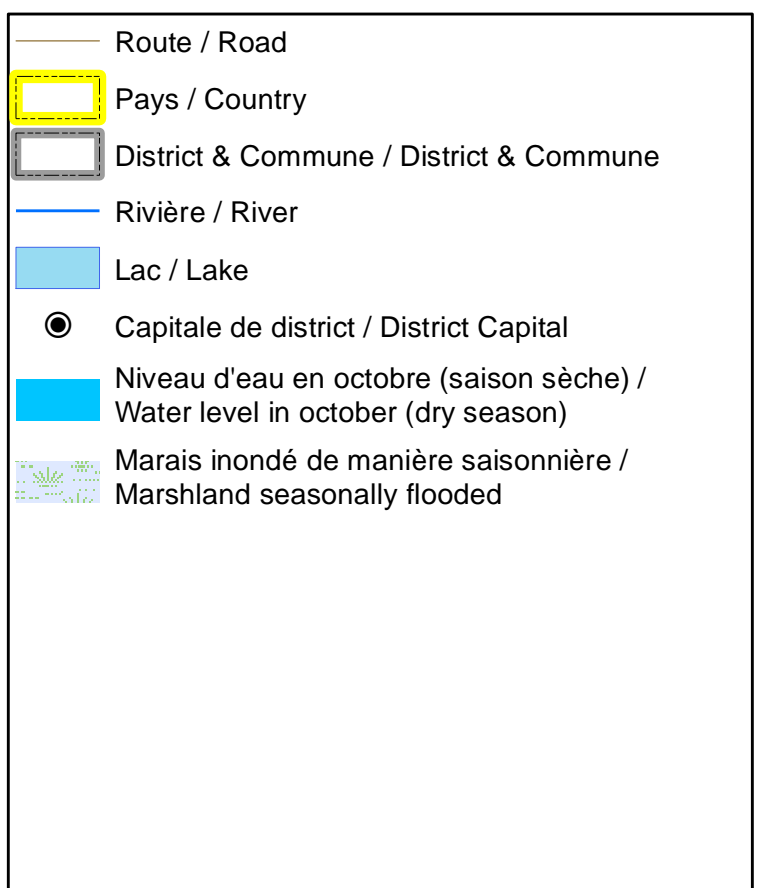 Route / Road
Pays / Country
District & Commune / District & Commune
Rivière / River
Lac / Lake
Capitale de district / District Capital
Niveau d'eau en octobre (saison sèche) /
Water level in october (dry season)
Marais inondé de manière saisonnière /
Marshland seasonally flooded